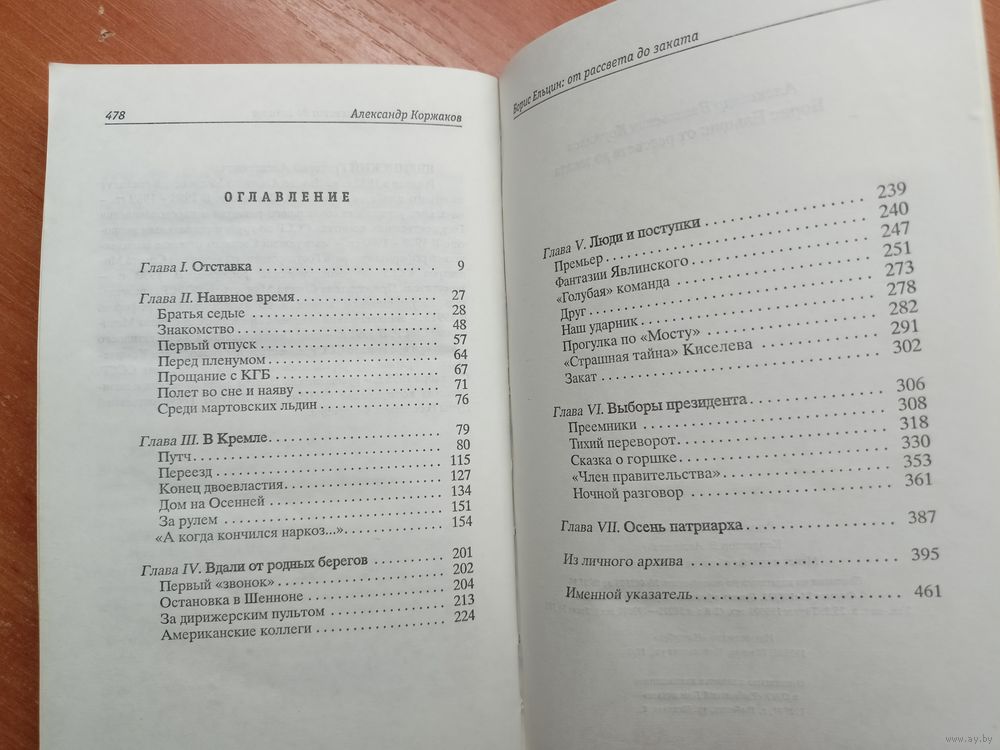 478 Александр Коржаков
ОГЛАВЛЕНИЕ
Глава I. Отставка . . . . . . . . . . . . . . . . . . . . . . . 9
Глава II. Наивное время . . . . . . . . . . . . . . . . . . . 27
Братья седые . . . . . . . . . . . . . . . . . . . . . . . 28
Знакомство . . . . . . . . . . . . . . . . . . . . . . . . 48
Первый отпуск . . . . . . . . . . . . . . . . . . . . . . 57
Перед пленумом . . . . . . . . . . . . . . . . . . . . . 64
Прощание с КГБ . . . . . . . . . . . . . . . . . . . . . 67
Полет во сне и наяву . . . . . . . . . . . . . . . . . . 71
Среди мартовских льдин . . . . . . . . . . . . . . . . 76
Глава III. В Кремле . . . . . . . . . . . . . . . . . . . . . 79
Путч . . . . . . . . . . . . . . . . . . . . . . . . . . . 80
Переезд . . . . . . . . . . . . . . . . . . . . . . . . . 115
Конец двоевластия . . . . . . . . . . . . . . . . . . . 127
Дом на Осенней . . . . . . . . . . . . . . . . . . . . 134
За рулем . . . . . . . . . . . . . . . . . . . . . . . . 151
«А когда кончился наркоз...» . . . . . . . . . . . . . 154
Глава IV. Вдали от родных берегов . . . . . . . . . . . 201
Первый «звонок» . . . . . . . . . . . . . . . . . . . . 202
Остановка в Шенноне . . . . . . . . . . . . . . . . . 204
За дирижерским пультом . . . . . . . . . . . . . . . 213
Американские коллеги . . . . . . . . . . . . . . . . 224
Борис Ельцин: от рассвета до заката
Глава V. Люди и поступки . . . . . . . . . . . . . . . . 239
Премьер . . . . . . . . . . . . . . . . . . . . . . . . . 240
Фантазии Явлинского . . . . . . . . . . . . . . . . . 247
«Голубая» команда . . . . . . . . . . . . . . . . . . . 251
Друг . . . . . . . . . . . . . . . . . . . . . . . . . . . 273
Наш ударник . . . . . . . . . . . . . . . . . . . . . . 278
Прогулка по «Мосту» . . . . . . . . . . . . . . . . . 282
«Страшная тайна» Киселева . . . . . . . . . . . . . 291
Закат . . . . . . . . . . . . . . . . . . . . . . . . . . 302
Глава VI. Выборы президента . . . . . . . . . . . . . . 306
Преемники . . . . . . . . . . . . . . . . . . . . . . . 308
Тихий переворот . . . . . . . . . . . . . . . . . . . . 318
Сказка о горшке . . . . . . . . . . . . . . . . . . . . 330
«Член правительства» . . . . . . . . . . . . . . . . . 353
Ночной разговор . . . . . . . . . . . . . . . . . . . . 361
Глава VII. Осень патриарха . . . . . . . . . . . . . . . 387
Из личного архива . . . . . . . . . . . . . . . . . . . . 395
Именной указатель . . . . . . . . . . . . . . . . . . . . 461
www.ay.by